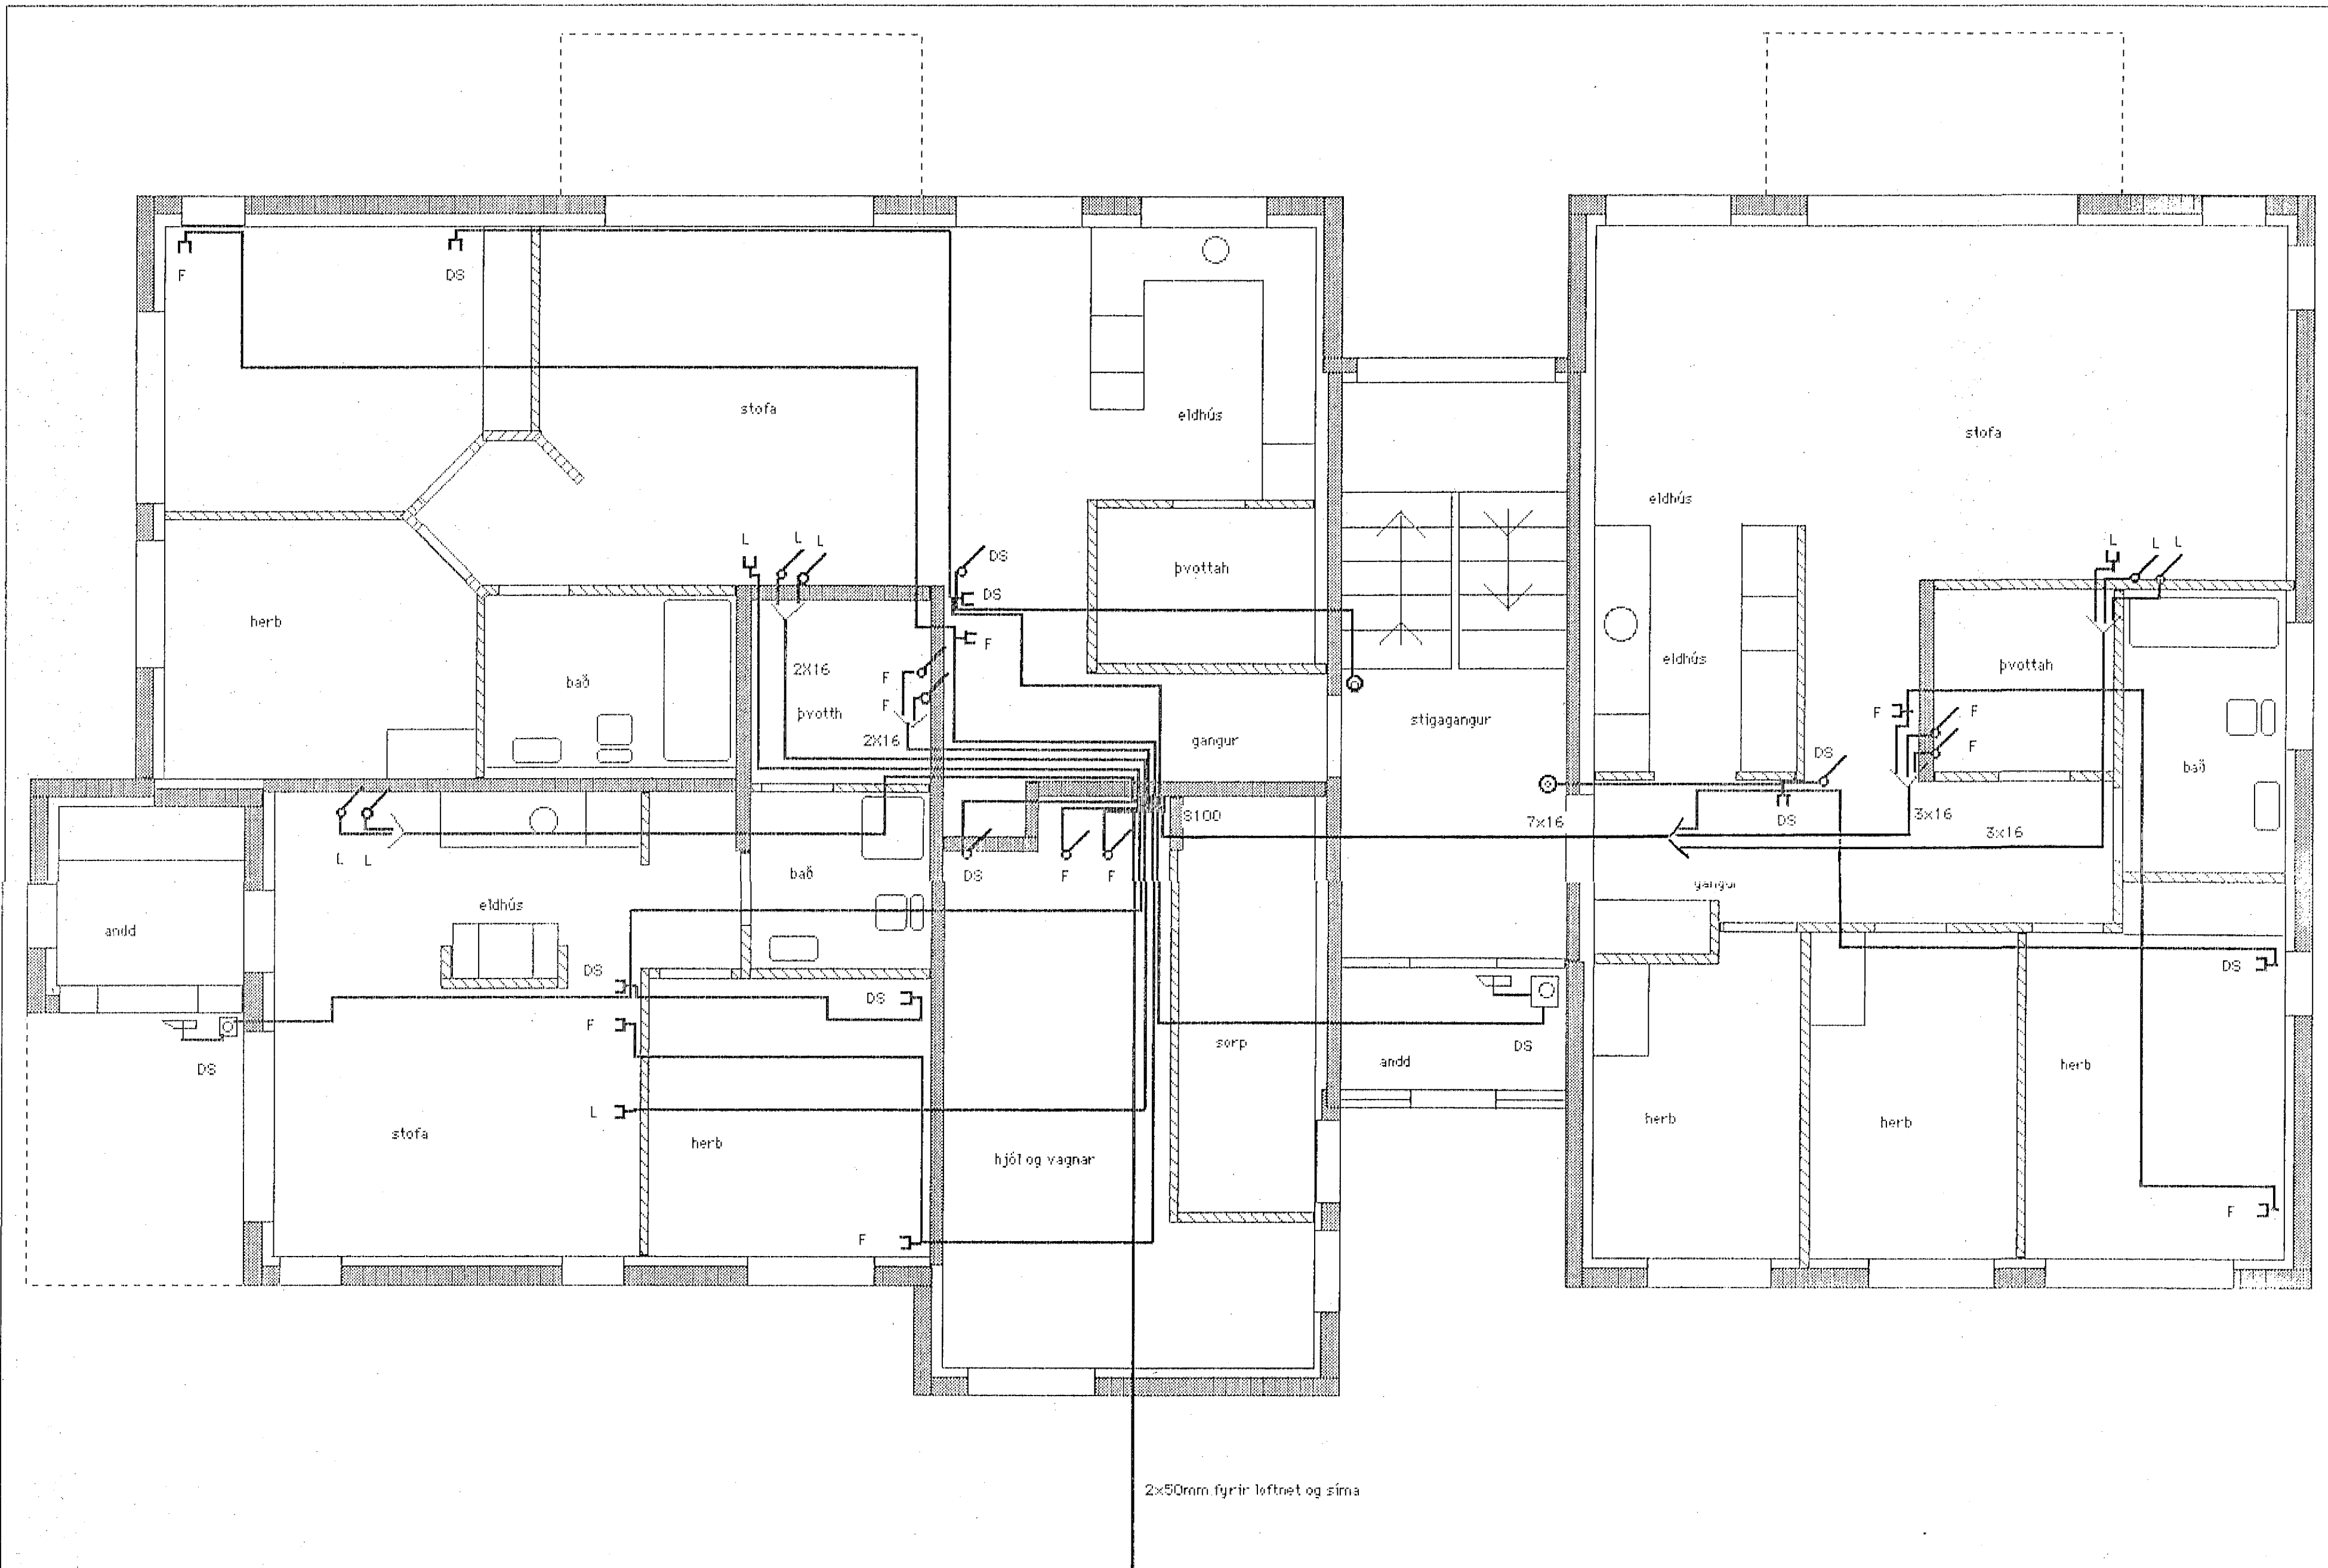 F
DS
stofa
eldhús
stofa
eldhús
L
L
L
DS
DS
þvottah
L
L
L
herb
2X16
F
eldhús
þvottah
bað
F
F
þvotth
2X16
gangur
stigagangur
F
F
F
DS
bað
S100
7x16
DS
3x16
3x16
L
L
bað
DS
F
F
gangur
andd
eldhús
DS
DS
DS
F
DS
sorp
andd
DS
herb
L
stofa
herb
hjól og vagnar
herb
herb
F
F
2x50mm fyrir loftnet og síma